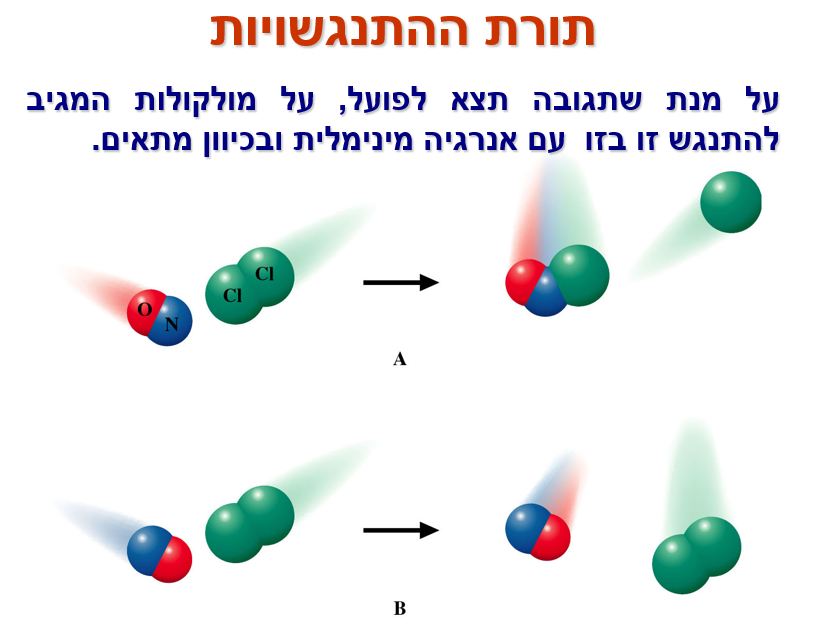 תורת ההתנגשויות
על מנת שתגובה תצא לפועל, על מולקולות המגיב
להתנגש זו בזו עם אנרגיה מינימלית ובכיוון מתאים.
Cl
Cl
O
N
A
B